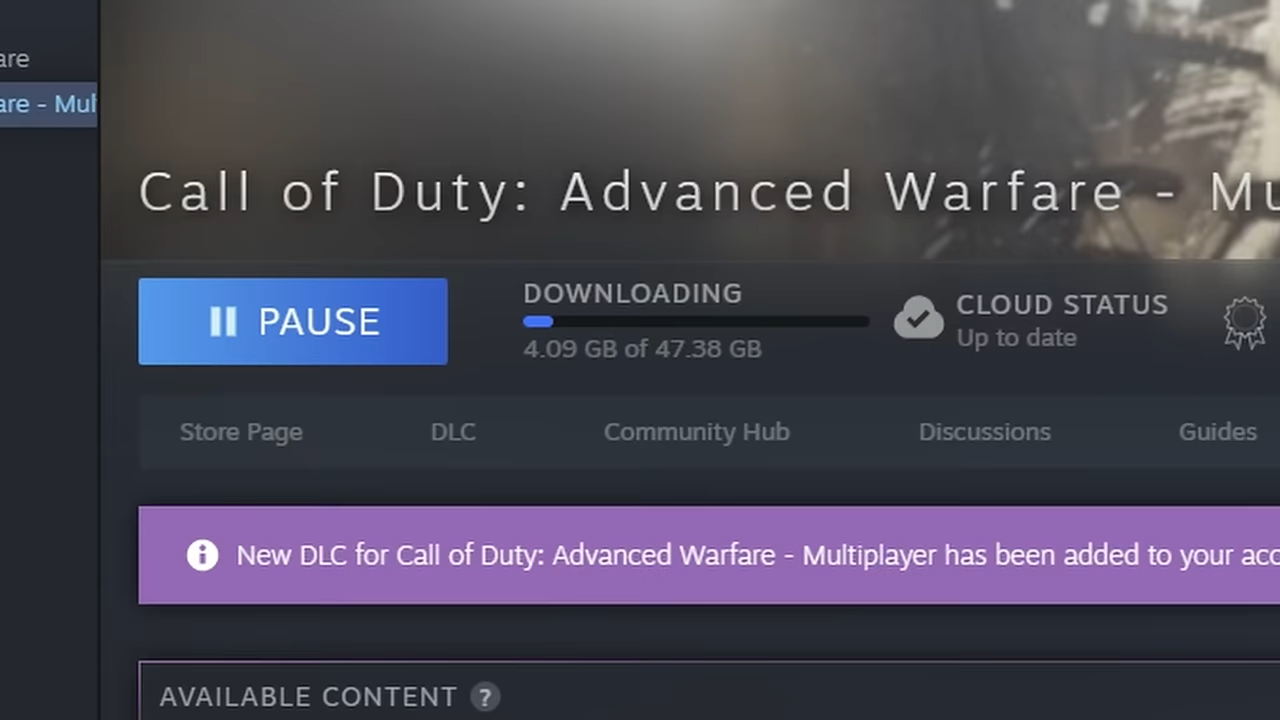 are
are - Mul
Call of Duty: Advanced Warfare - Mu
PAUSE
DOWNLOADING
4.09 GB of 47.38 GB
CLOUD STATUS
Up to date
Store Page
DLC
Community Hub
Discussions
Guides
New DLC for Call of Duty: Advanced Warfare - Multiplayer has been added to your acc
AVAILABLE CONTENT ?